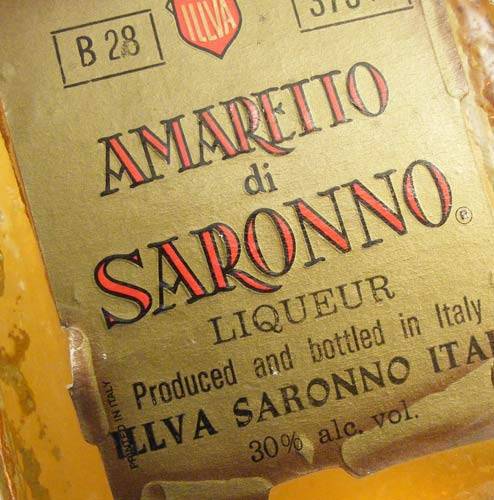 B 28
ILLVA
AMARETTO
di
SARONNO
LIQUEUR
Produced and bottled in Italy
ILLVA SARONNO
30% alc. vol.
PRINTED IN ITALY